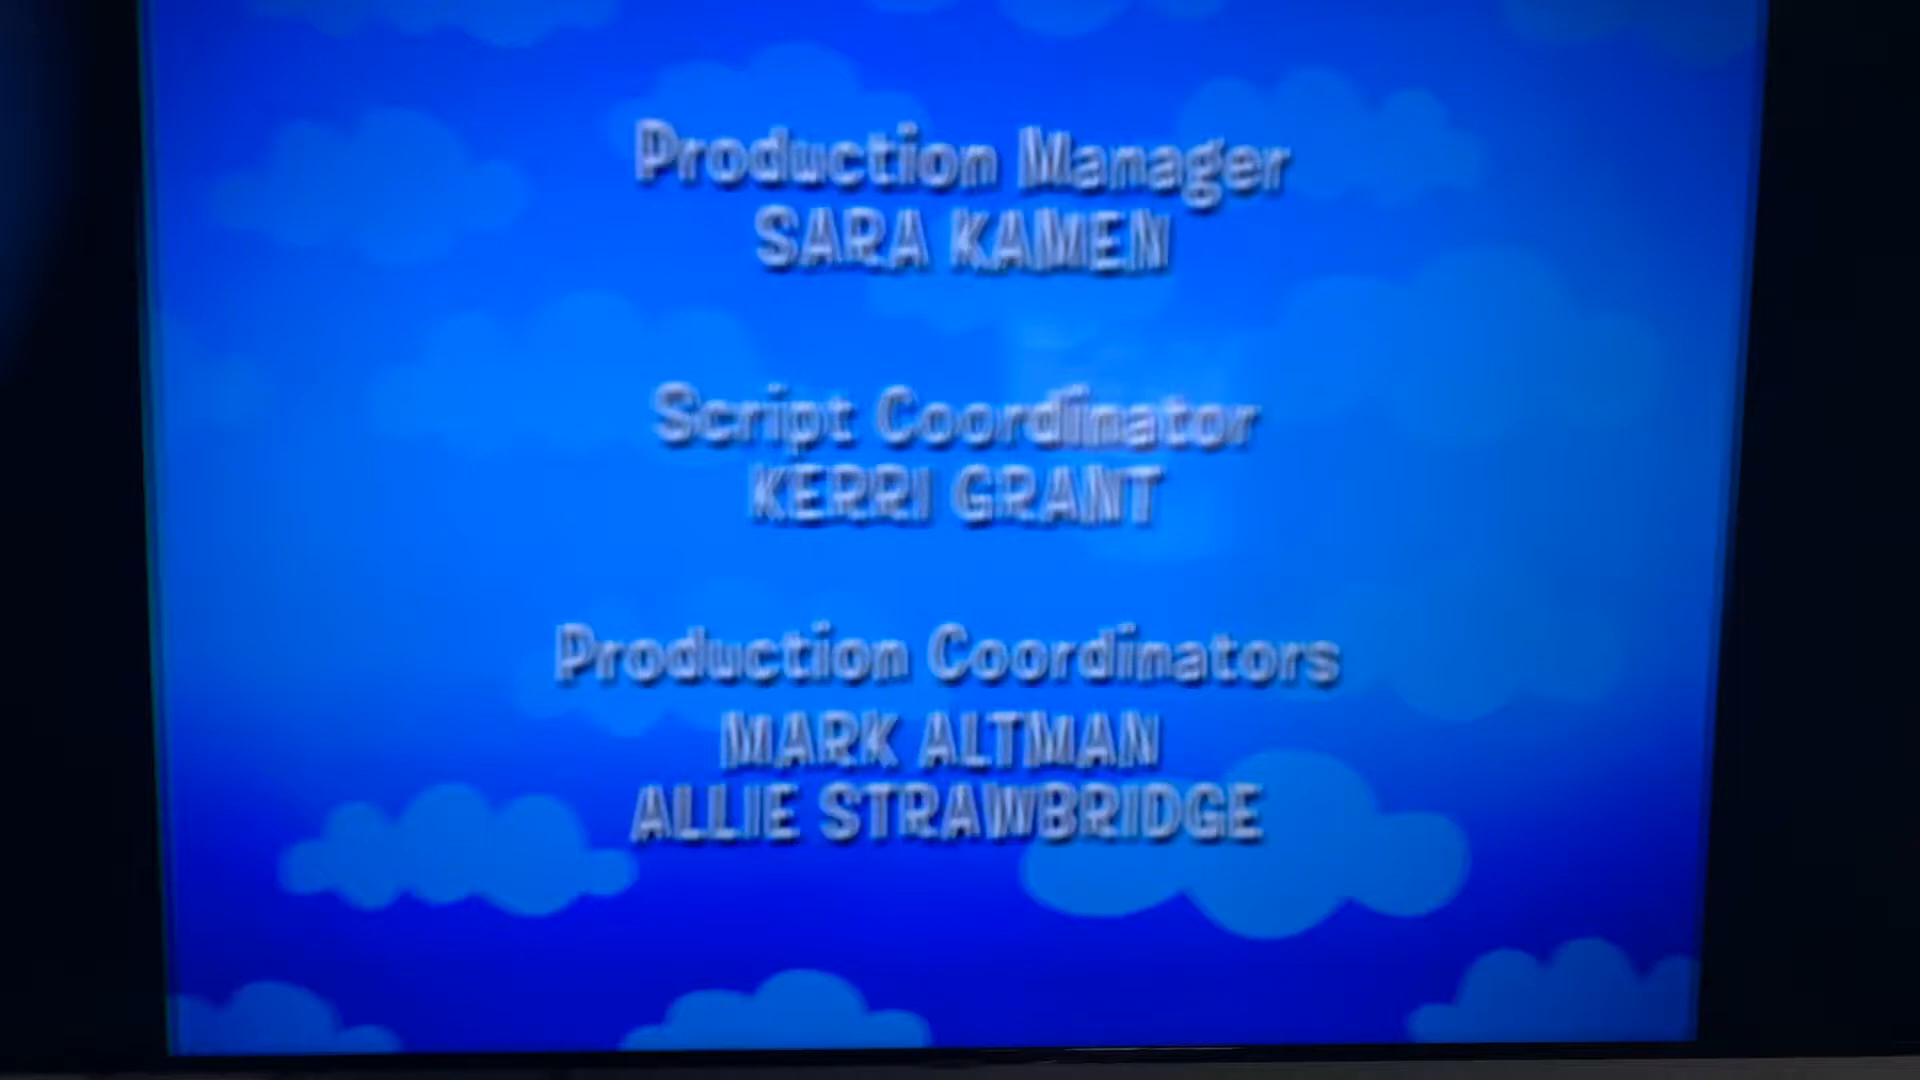 Production Manager
SARA KAMEN
Script Coordinator
KERRI GRANT
Production Coordinators
MARK ALTMAN
ALLIE STRAWBRIDGE